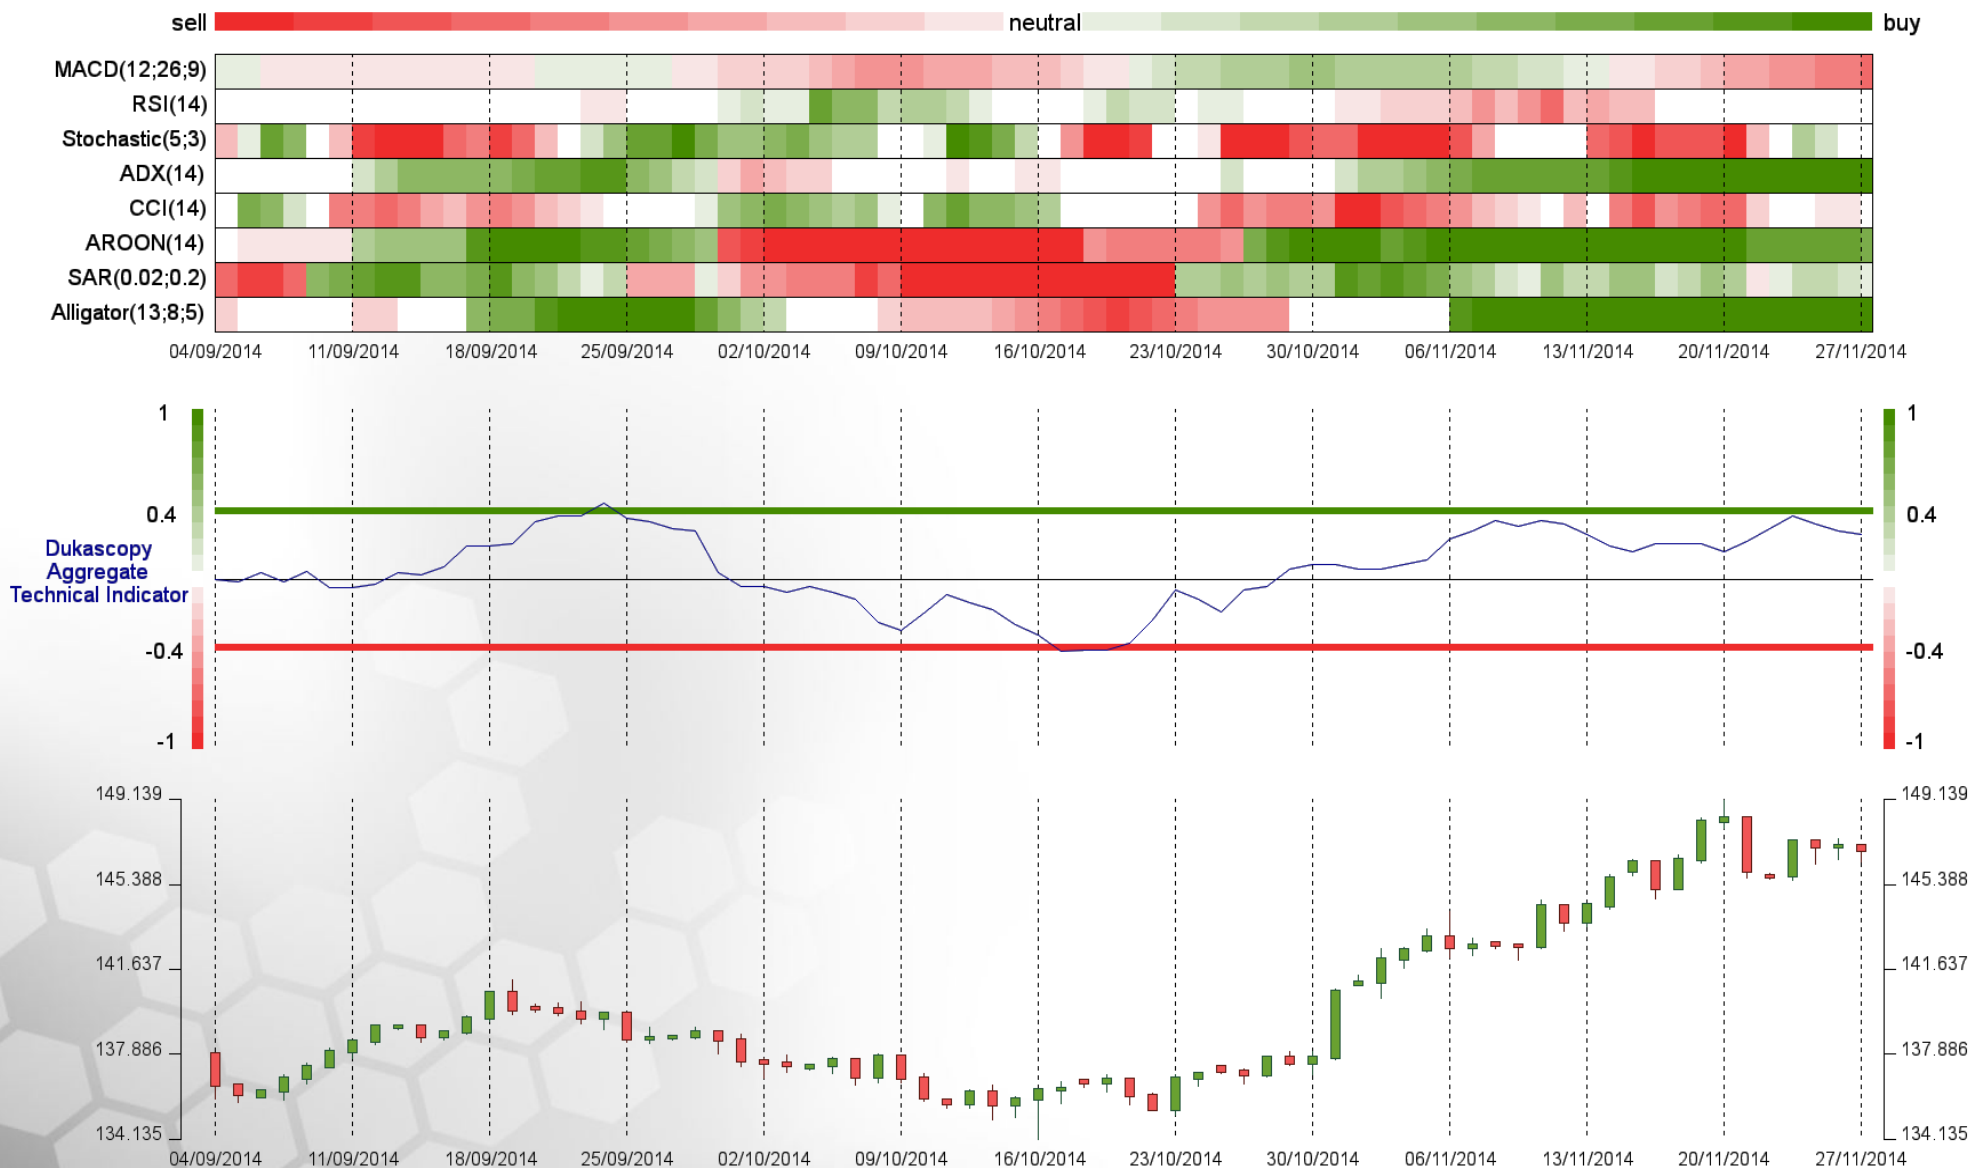 sell neutral buy
MACD(12;26;9)
RSI(14)
Stochastic(5;3)
ADX(14)
CCI(14)
AROON(14)
SAR(0.02;0.2)
Alligator(13;8;5)
04/09/2014 11/09/2014 18/09/2014 25/09/2014 02/10/2014 09/10/2014 16/10/2014 23/10/2014 30/10/2014 06/11/2014 13/11/2014 20/11/2014 27/11/2014
1 1
0.4 0.4
Dukascopy
Aggregate
Technical Indicator
-0.4 -0.4
-1 -1
149.139 149.139
145.388 145.388
141.637 141.637
137.886 137.886
134.135 134.135
04/09/2014 11/09/2014 18/09/2014 25/09/2014 02/10/2014 09/10/2014 16/10/2014 23/10/2014 30/10/2014 06/11/2014 13/11/2014 20/11/2014 27/11/2014